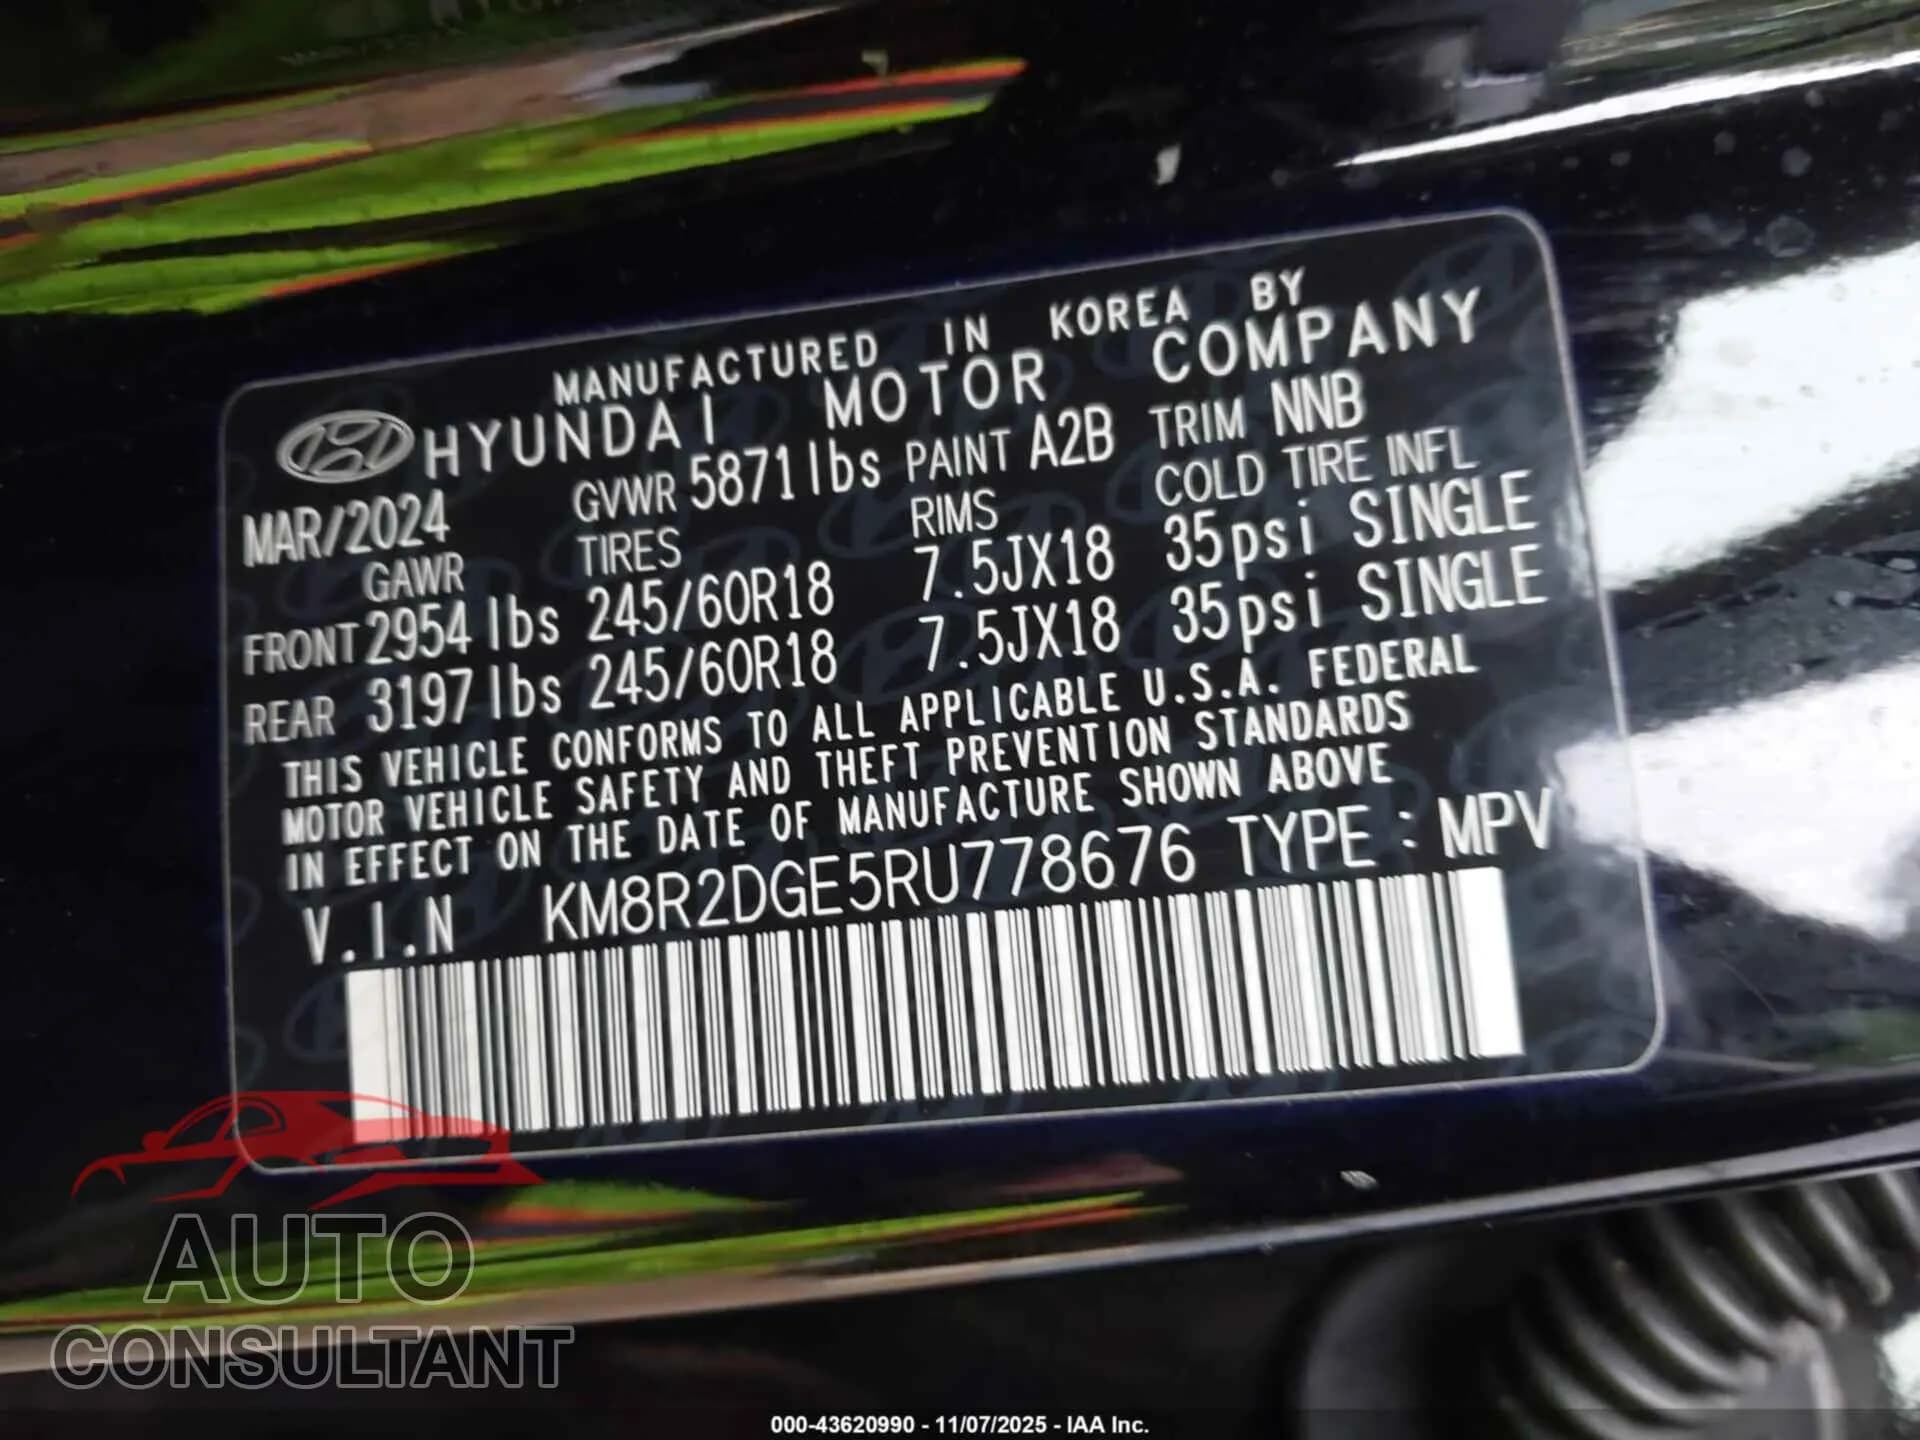 MANUFACTURED IN KOREA BY
HYUNDAI MOTOR COMPANY
MAR/2024 GVWR 5871lbs PAINT A2B TRIM NNB
GAWR TIRES RIMS COLD TIRE INFL
FRONT 2954 lbs 245/60R18 7.5JX18 35psi SINGLE
REAR 3197 lbs 245/60R18 7.5JX18 35psi SINGLE
THIS VEHICLE CONFORMS TO ALL APPLICABLE U.S.A. FEDERAL
MOTOR VEHICLE SAFETY AND THEFT PREVENTION STANDARDS
IN EFFECT ON THE DATE OF MANUFACTURE SHOWN ABOVE
V.I.N KM8R2DGE5RU778676 TYPE : MPV
AUTO
CONSULTANT
000-43620990 - 11/07/2025 - IAA Inc.